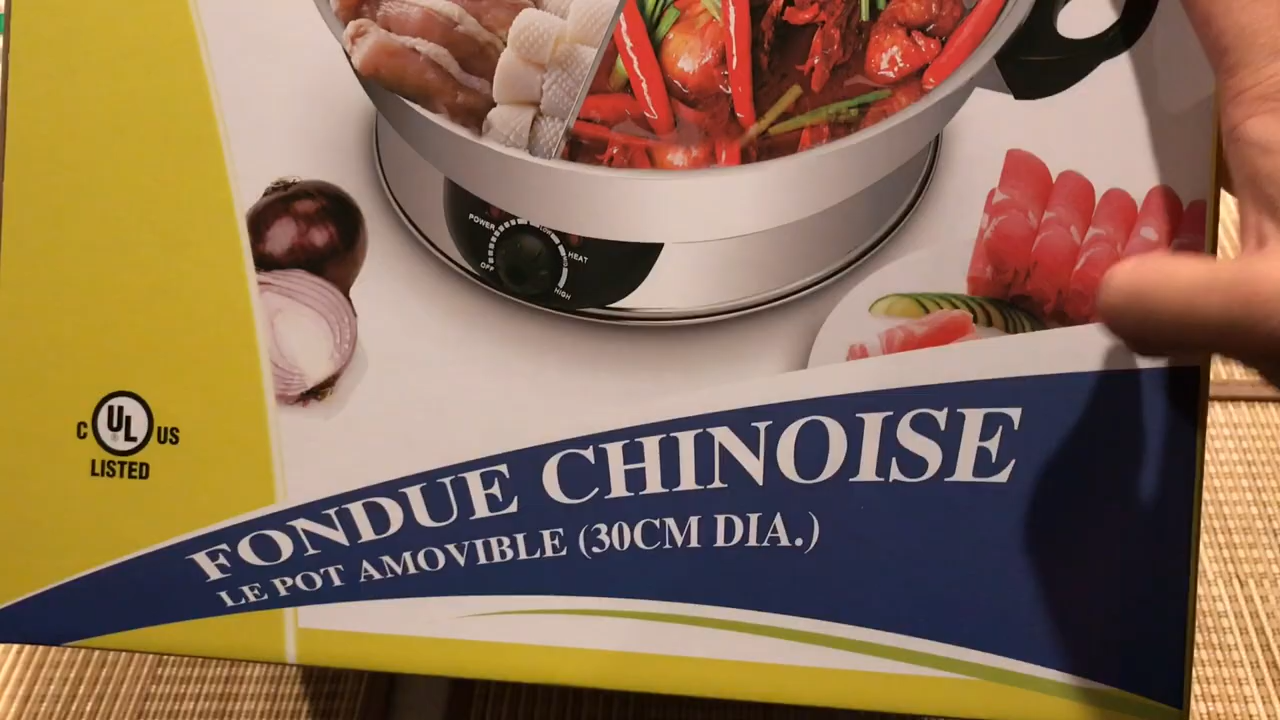 POWER
LOW
HEAT
OFF
HIGH
C UL US
LISTED
FONDUE CHINOISE
LE POT AMOVIBLE (30CM DIA.)